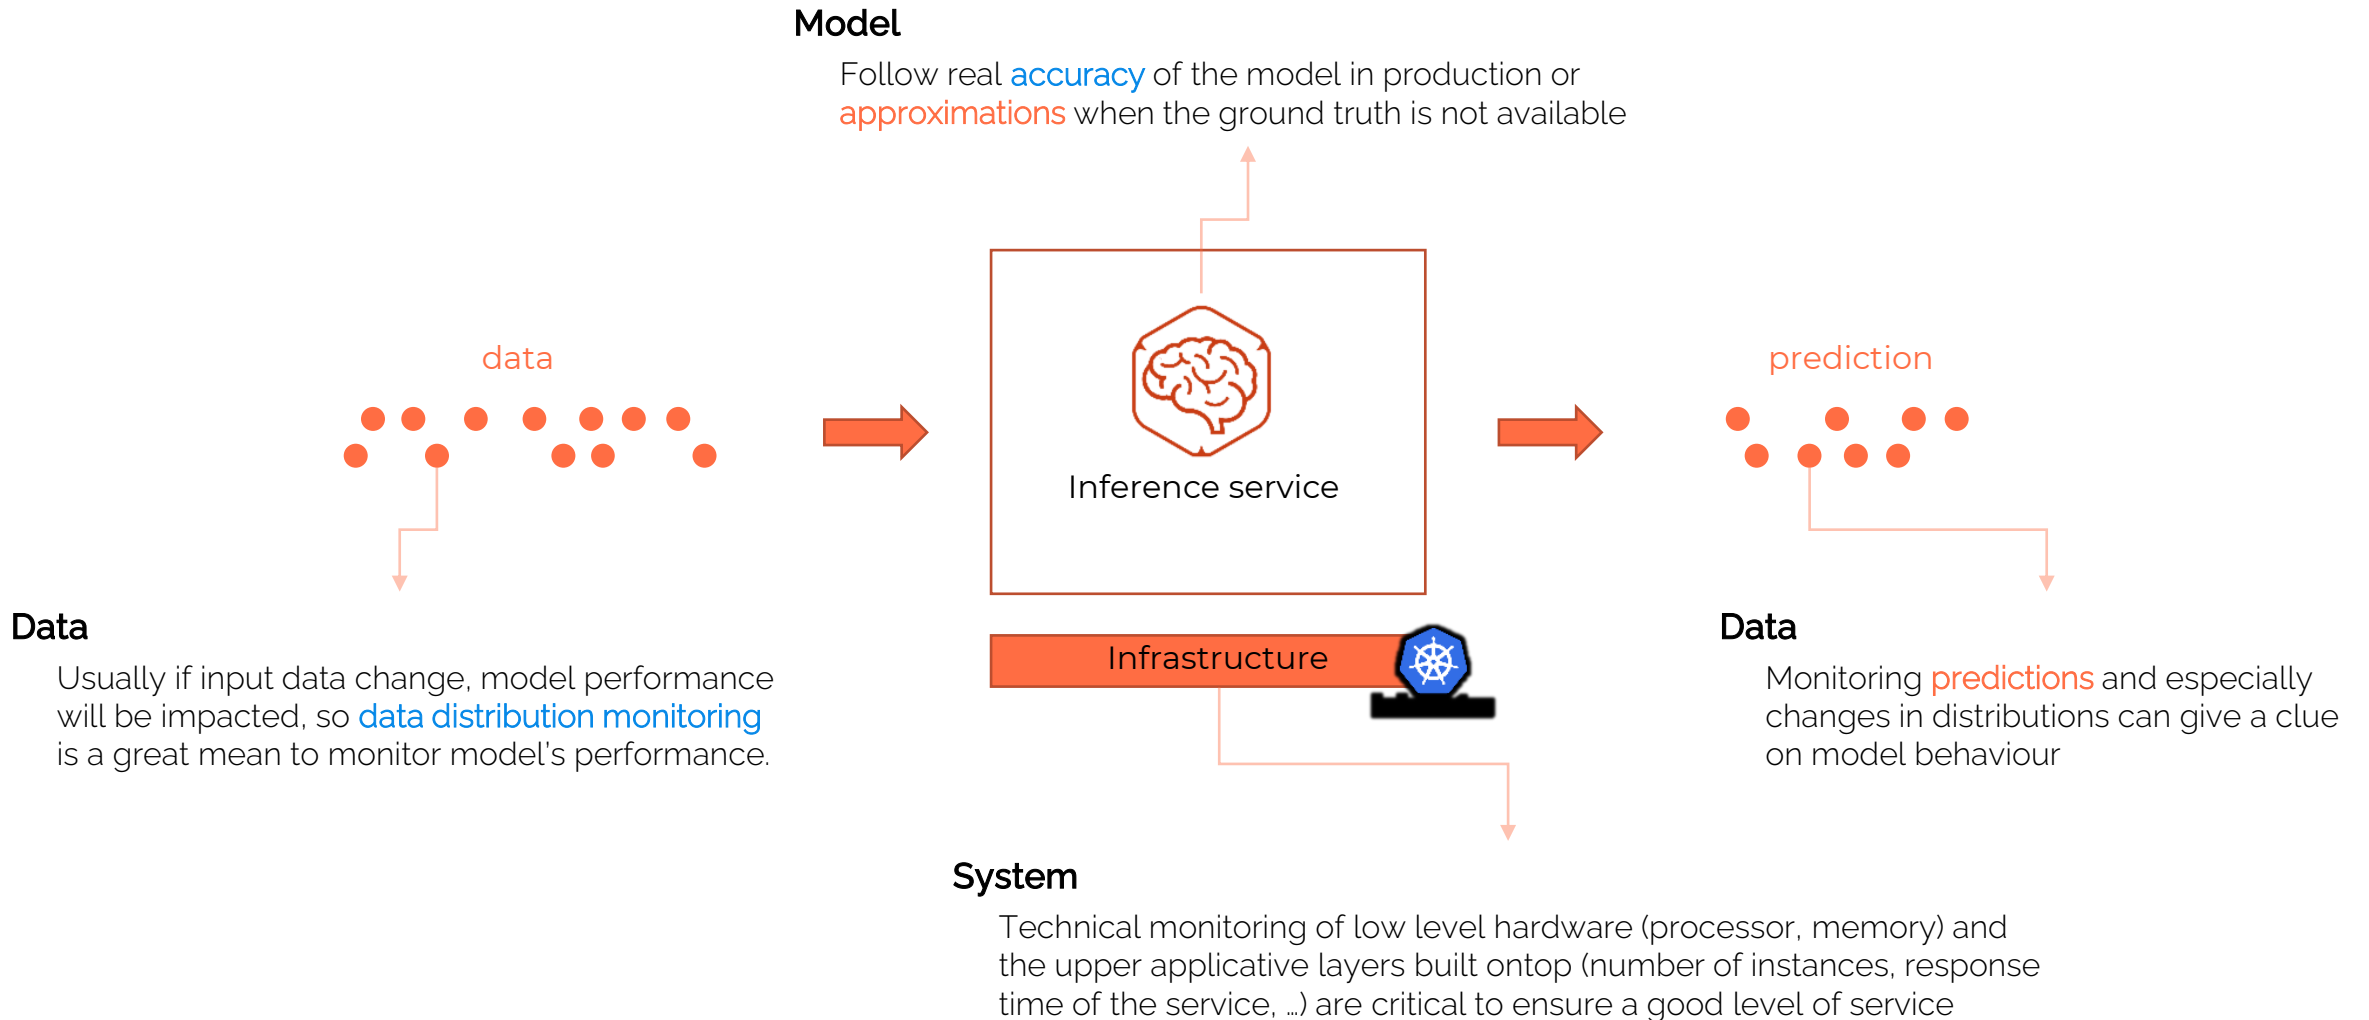 Model
Follow real accuracy of the model in production or
approximations when the ground truth is not available
data
prediction
Inference service
Data
Usually if input data change, model performance
will be impacted, so data distribution monitoring
is a great mean to monitor model's performance.
Infrastructure
Data
Monitoring predictions and especially
changes in distributions can give a clue
on model behaviour
System
Technical monitoring of low level hardware (processor, memory) and
the upper applicative layers built ontop (number of instances, response
time of the service, ...) are critical to ensure a good level of service